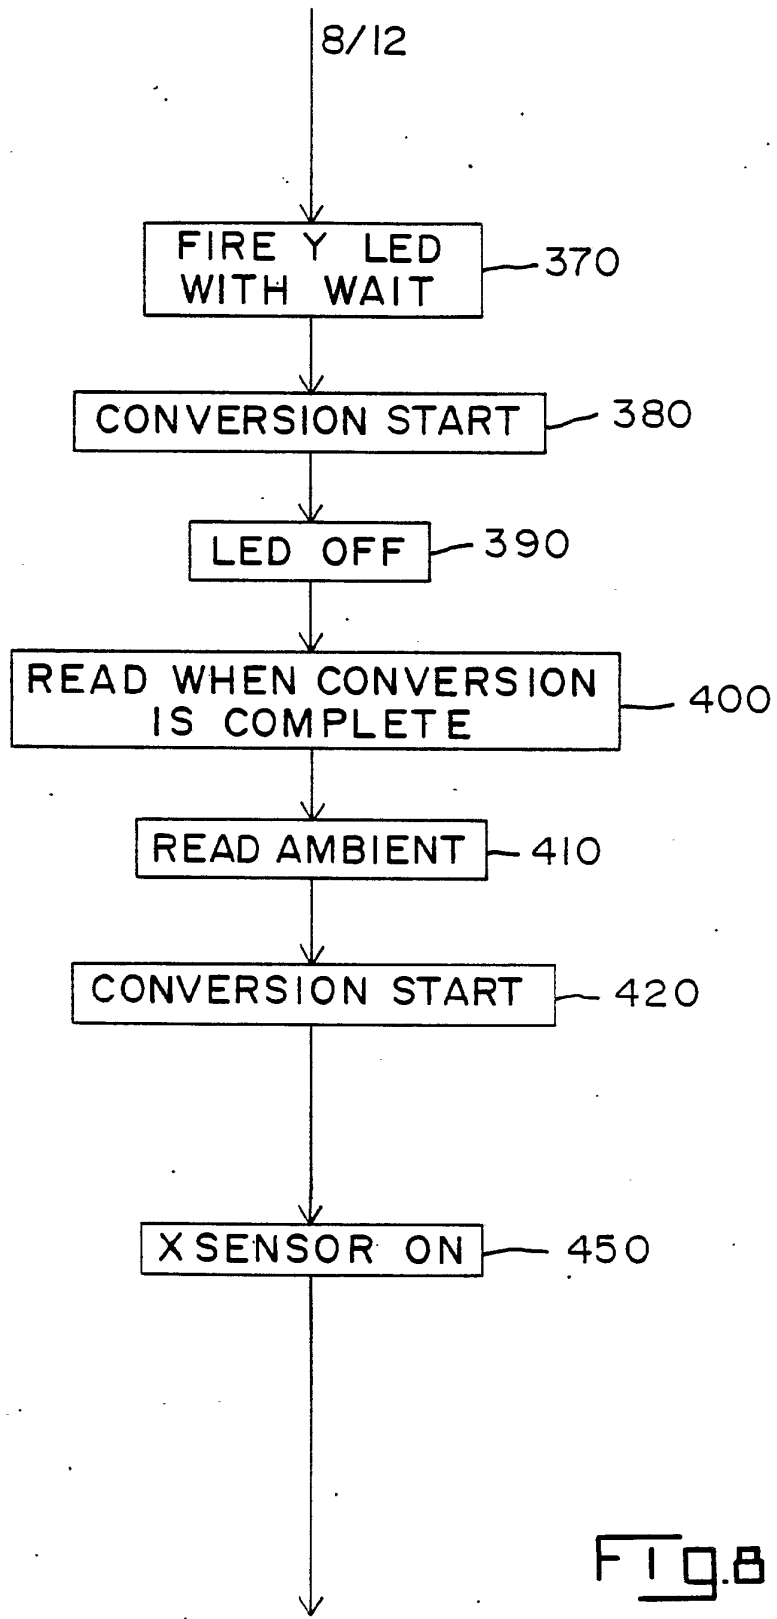 8/12
FIRE Y LED
WITH WAIT
370
CONVERSION START
380
LED OFF
390
READ WHEN CONVERSION
IS COMPLETE
400
READ AMBIENT
410
CONVERSION START
420
X SENSOR ON
450
Fig.8